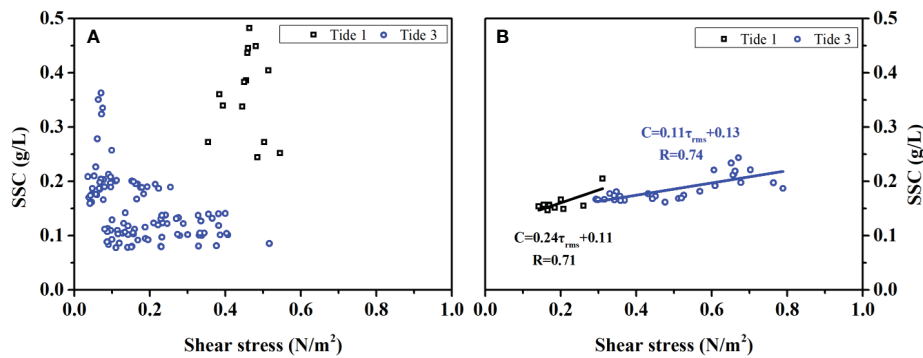 A
Tide 1 Tide 3
SSC (g/L)
0.5
0.4
0.3
0.2
0.1
0.0
0.0 0.2 0.4 0.6 0.8 1.0
Shear stress (N/m²)
B
Tide 1 Tide 3
C=0.11τrms+0.13
R=0.74
C=0.24τrms+0.11
R=0.71
0.5
0.4
0.3
0.2
0.1
0.0
SSC (g/L)
0.0 0.2 0.4 0.6 0.8 1.0
Shear stress (N/m²)